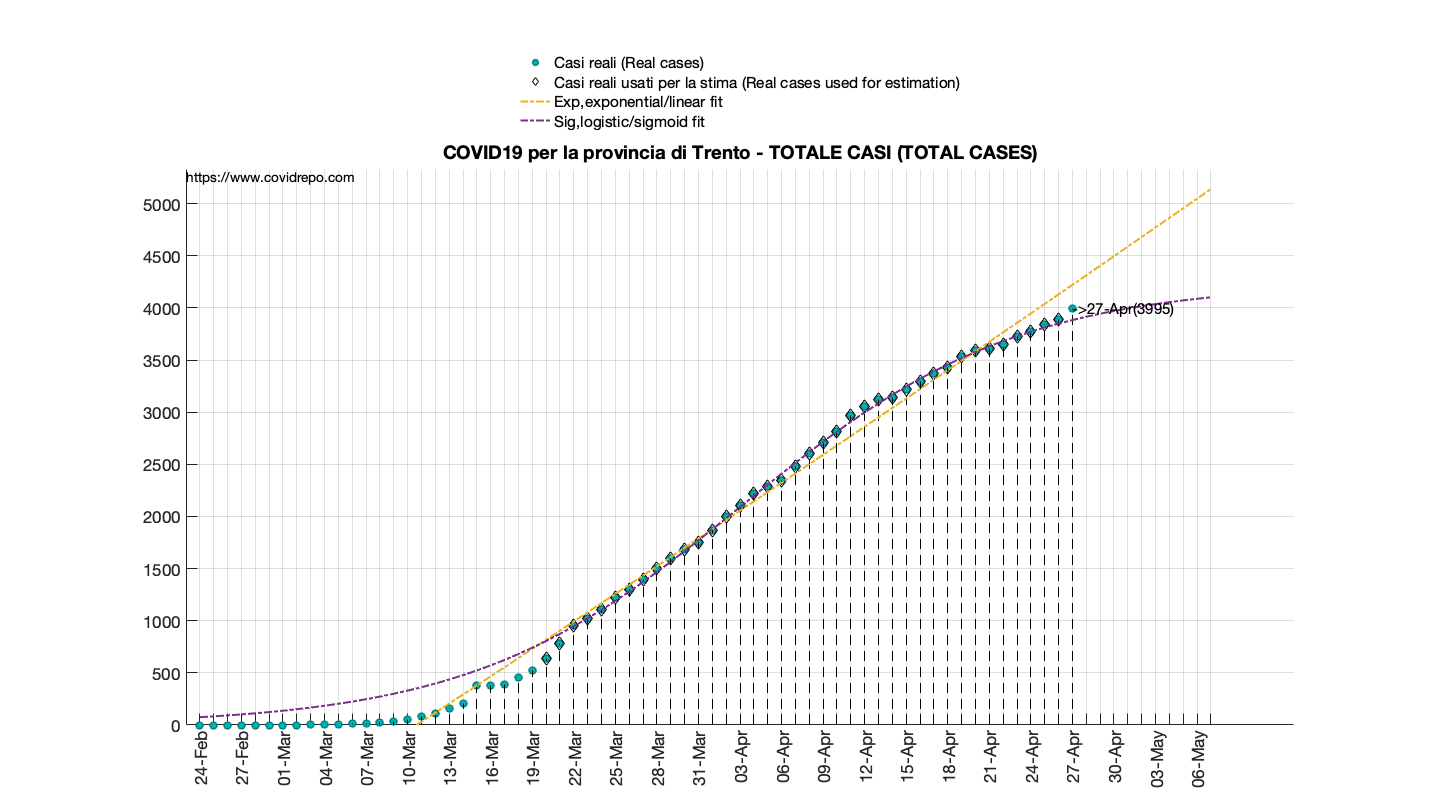 Casi reali (Real cases)
Casi reali usati per la stima (Real cases used for estimation)
Exp,exponential/linear fit
Sig,logistic/sigmoid fit
COVID19 per la provincia di Trento - TOTALE CASI (TOTAL CASES)
https://www.covidrepo.com
5000
4500
4000
3500
3000
2500
2000
1500
1000
500
0
->27-Apr(3995)
24-Feb
27-Feb
01-Mar
04-Mar
07-Mar
10-Mar
13-Mar
16-Mar
19-Mar
22-Mar
25-Mar
28-Mar
31-Mar
03-Apr
06-Apr
09-Apr
12-Apr
15-Apr
18-Apr
21-Apr
24-Apr
27-Apr
30-Apr
03-May
06-May